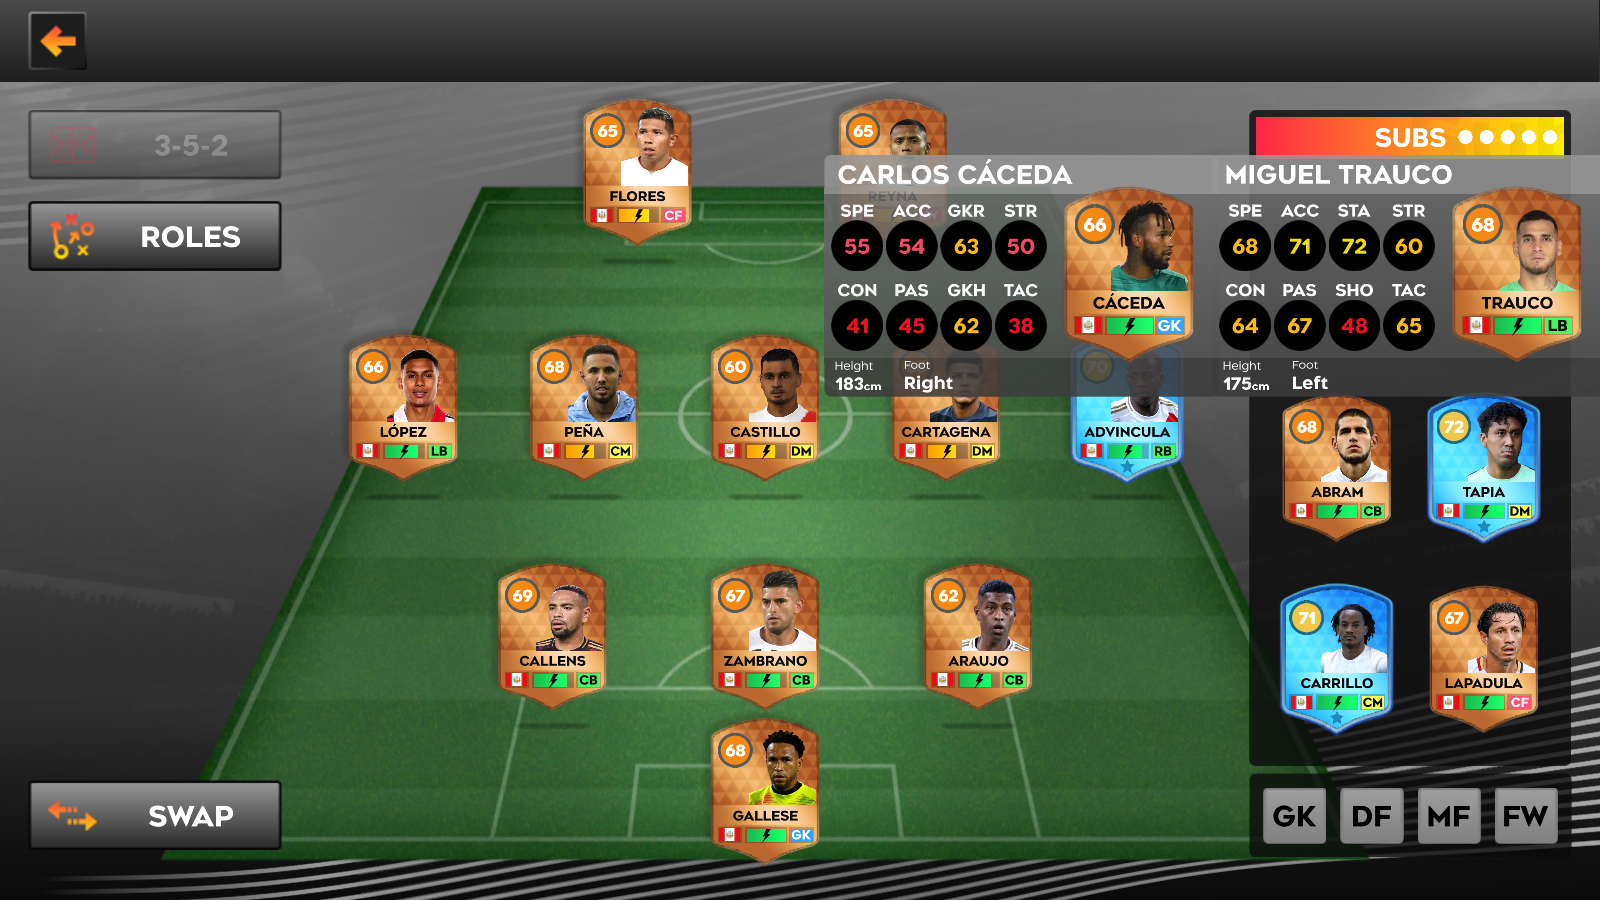 3-5-2
ROLES
SWAP
65
FLORES
CF
65
REYNA
SUBS
CARLOS CÁCEDA
SPE ACC GKR STR
55 54 63 50
CON PAS GKH TAC
41 45 62 38
Height Foot
183cm Right
66
CÁCEDA
GK
MIGUEL TRAUCO
SPE ACC STA STR
68 71 72 60
CON PAS SHO TAC
64 67 48 65
Height Foot
175cm Left
68
TRAUCO
LB
66
LÓPEZ
LB
68
PEÑA
CM
60
CASTILLO
DM
CARTAGENA
DM
70
ADVINCULA
RB
68
ABRAM
CB
72
TAPIA
DM
69
CALLENS
CB
67
ZAMBRANO
CB
62
ARAUJO
CB
71
CARRILLO
CM
67
LAPADULA
CF
68
GALLESE
GK
GK DF MF FW